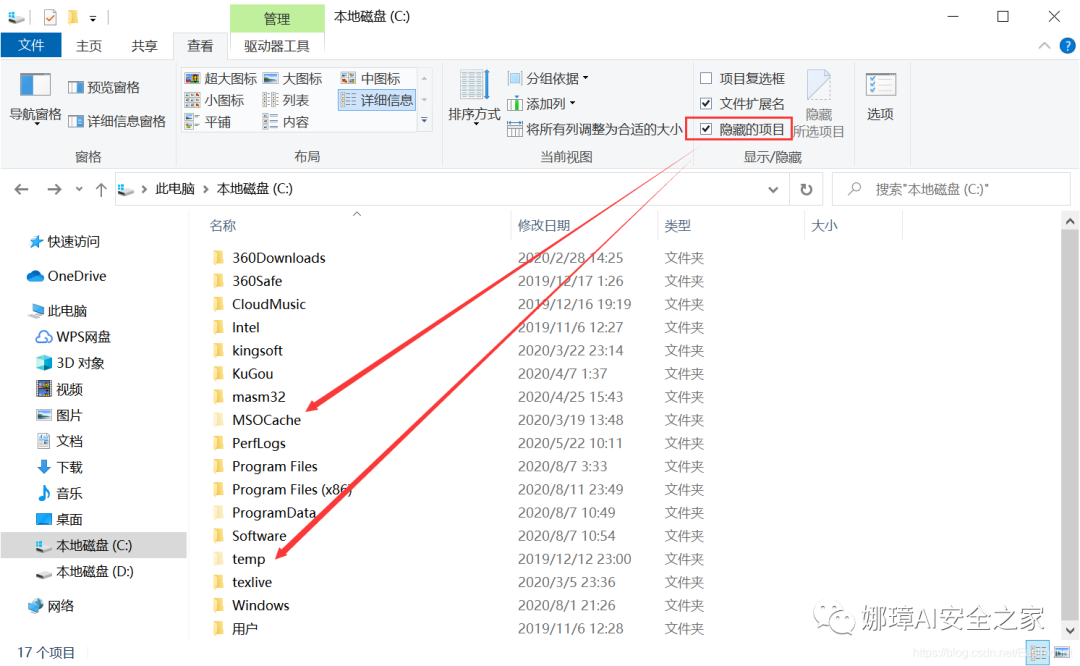 管理
本地磁盘 (C:)
文件 主页 共享 查看 驱动器工具
导航窗格 预览窗格 详细信息窗格
窗格
超大图标 大图标 中图标
小图标 列表 详细信息
平铺 内容
布局
排序方式 分组依据
添加列
将所有列调整为合适的大小
当前视图
项目复选框
文件扩展名
隐藏的项目
隐藏
所选项目
显示/隐藏
选项
此电脑 > 本地磁盘 (C:)
搜索"本地磁盘 (C:)"
快速访问
OneDrive
此电脑
WPS网盘
3D 对象
视频
图片
文档
下载
音乐
桌面
本地磁盘 (C:)
本地磁盘 (D:)
网络
名称 修改日期 类型 大小
360Downloads 2020/2/28 14:25 文件夹
360Safe 2019/12/17 1:26 文件夹
CloudMusic 2019/12/16 19:19 文件夹
Intel 2019/11/6 12:27 文件夹
kingsoft 2020/3/22 23:14 文件夹
KuGou 2020/4/7 1:37 文件夹
masm32 2020/4/25 15:43 文件夹
MSOCache 2020/3/19 13:48 文件夹
PerfLogs 2020/5/22 10:11 文件夹
Program Files 2020/8/7 3:33 文件夹
Program Files (x86) 2020/8/11 23:49 文件夹
ProgramData 2020/8/7 10:49 文件夹
Software 2020/8/7 10:54 文件夹
temp 2019/12/12 23:00 文件夹
texlive 2020/3/5 23:36 文件夹
Windows 2020/8/1 21:26 文件夹
用户 2019/11/6 12:28 文件夹
娜璋AI安全之家
17 个项目